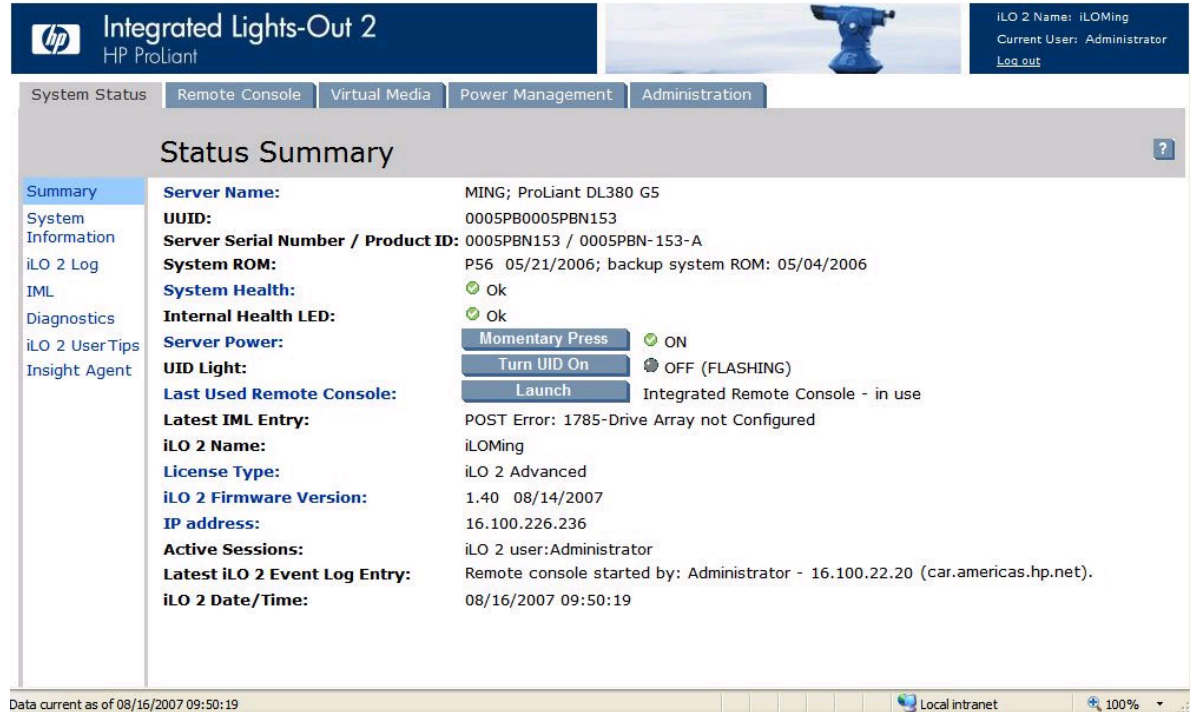 hp
Integrated Lights-Out 2
HP ProLiant
iLO 2 Name: iLOMing
Current User: Administrator
Log out
System Status Remote Console Virtual Media Power Management Administration
Status Summary
?
Summary
System
Information
iLO 2 Log
IML
Diagnostics
iLO 2 User Tips
Insight Agent
Server Name: MING; ProLiant DL380 G5
UUID: 0005PB0005PBN153
Server Serial Number / Product ID: 0005PBN153 / 0005PBN-153-A
System ROM: P56 05/21/2006; backup system ROM: 05/04/2006
System Health: Ok
Internal Health LED: Ok
Server Power: Momentary Press ON
UID Light: Turn UID On OFF (FLASHING)
Last Used Remote Console: Launch Integrated Remote Console - in use
Latest IML Entry: POST Error: 1785-Drive Array not Configured
iLO 2 Name: iLOMing
License Type: iLO 2 Advanced
iLO 2 Firmware Version: 1.40 08/14/2007
IP address: 16.100.226.236
Active Sessions: iLO 2 user:Administrator
Latest iLO 2 Event Log Entry: Remote console started by: Administrator - 16.100.22.20 (car.americas.hp.net).
iLO 2 Date/Time: 08/16/2007 09:50:19
Data current as of 08/16/2007 09:50:19 Local intranet 100%